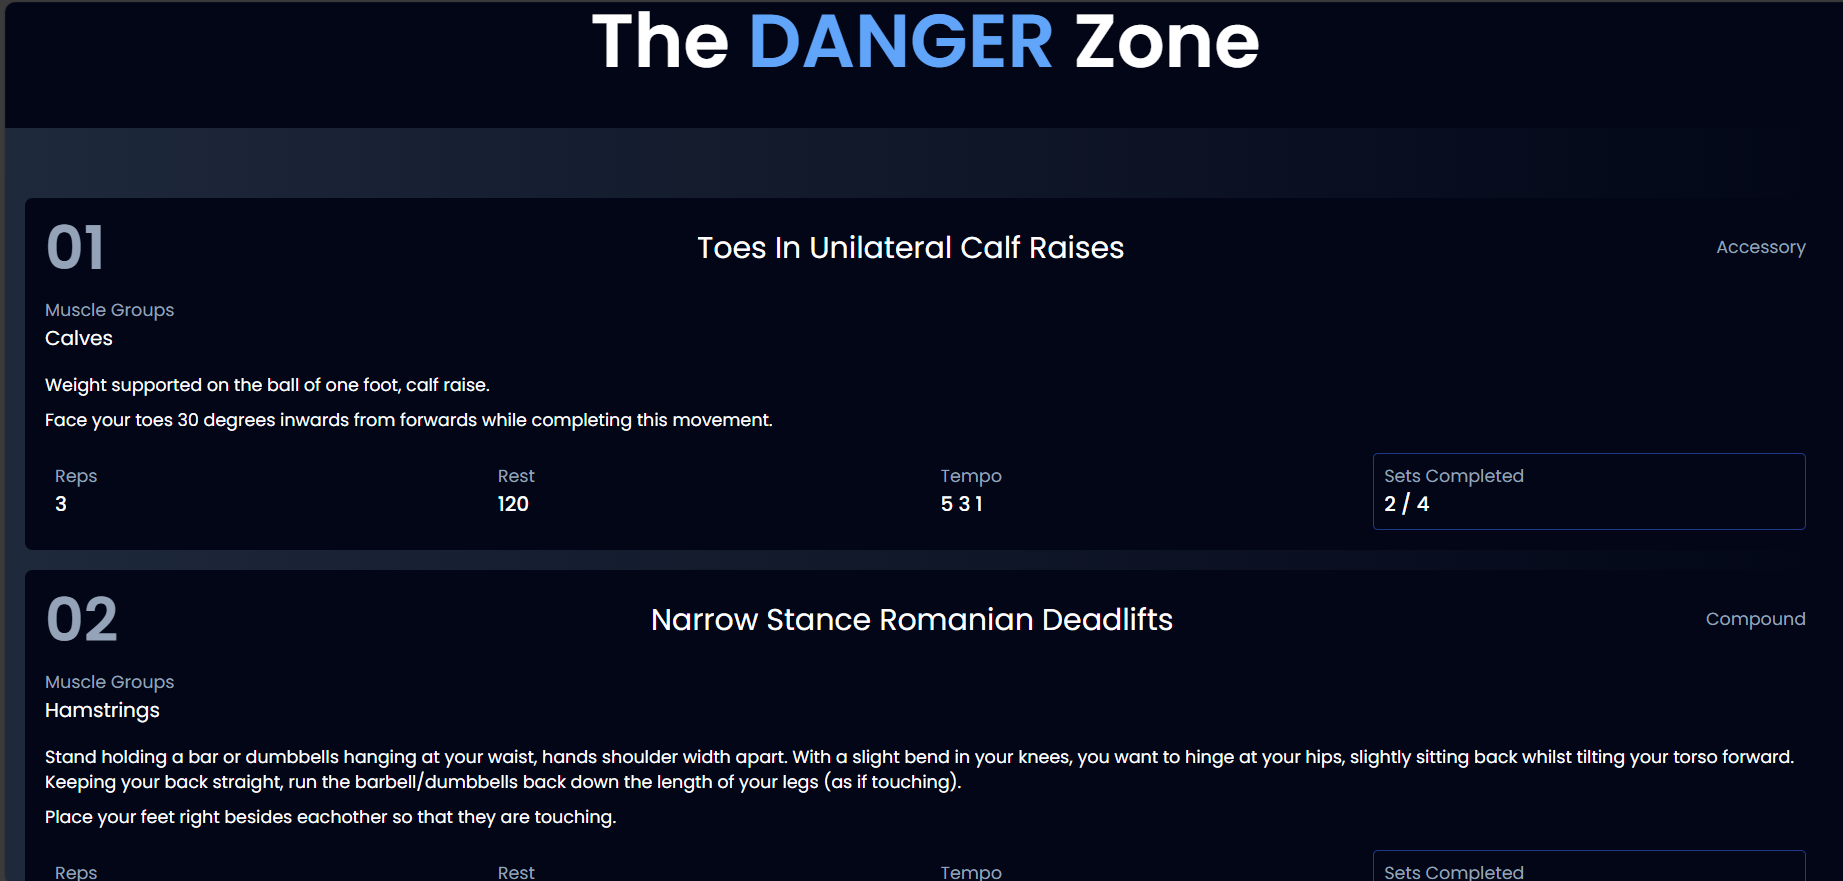 The DANGER Zone
01
Toes In Unilateral Calf Raises
Accessory
Muscle Groups
Calves
Weight supported on the ball of one foot, calf raise.
Face your toes 30 degrees inwards from forwards while completing this movement.
Reps
3
Rest
120
Tempo
5 3 1
Sets Completed
2 / 4
02
Narrow Stance Romanian Deadlifts
Compound
Muscle Groups
Hamstrings
Stand holding a bar or dumbbells hanging at your waist, hands shoulder width apart. With a slight bend in your knees, you want to hinge at your hips, slightly sitting back whilst tilting your torso forward.
Keeping your back straight, run the barbell/dumbbells back down the length of your legs (as if touching).
Place your feet right besides eachother so that they are touching.
Reps
Rest
Tempo
Sets Completed